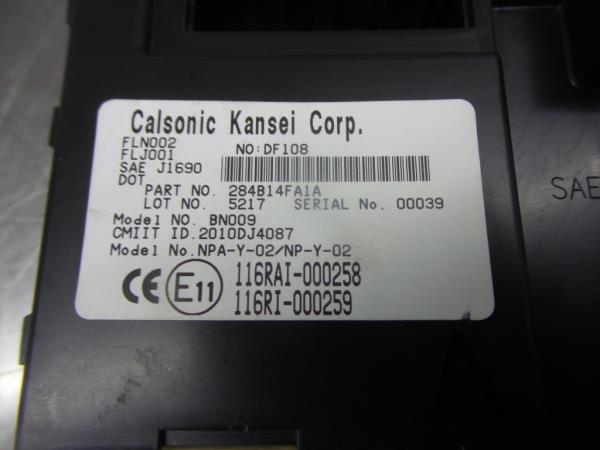 Calsonic Kansei Corp.
FLN002
FLJ001 NO:DF108
SAE J1690
DOT
PART NO. 284B14FA1A
LOT NO. 5217 SERIAL No. 00039
Model NO. BN009
CMIIT ID.2010DJ4087
Model No.NPA-Y-02/NP-Y-02
CE E11 116RAI-000258
116RI-000259
SAE
A